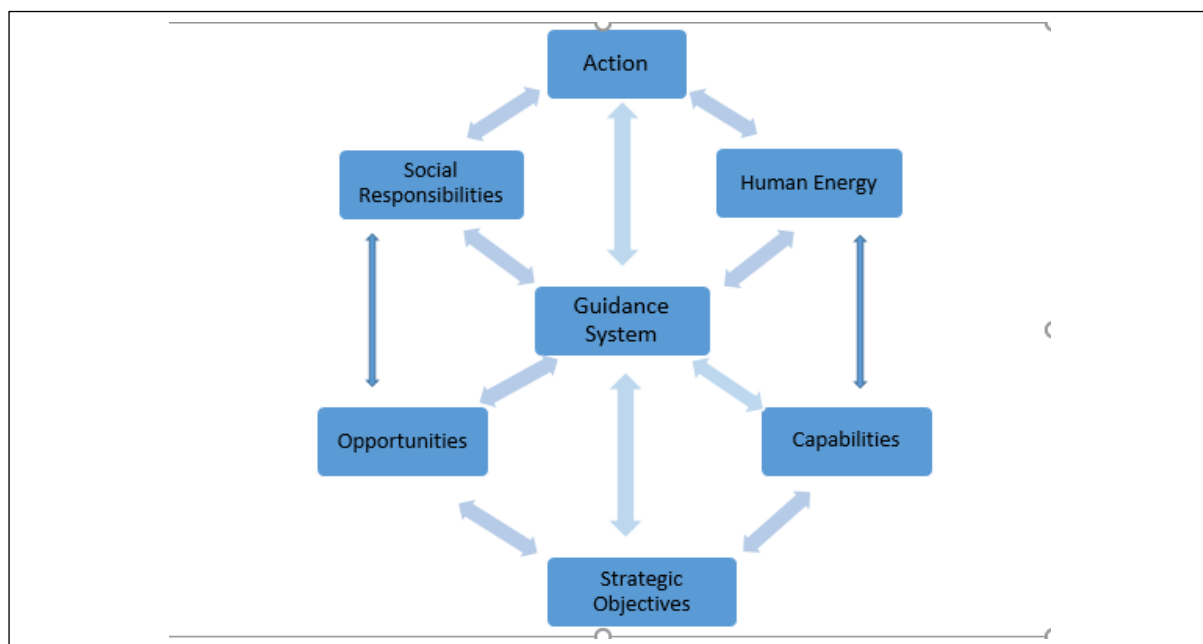 Action
Social
Responsibilities
Human Energy
Guidance
System
Opportunities
Capabilities
Strategic
Objectives